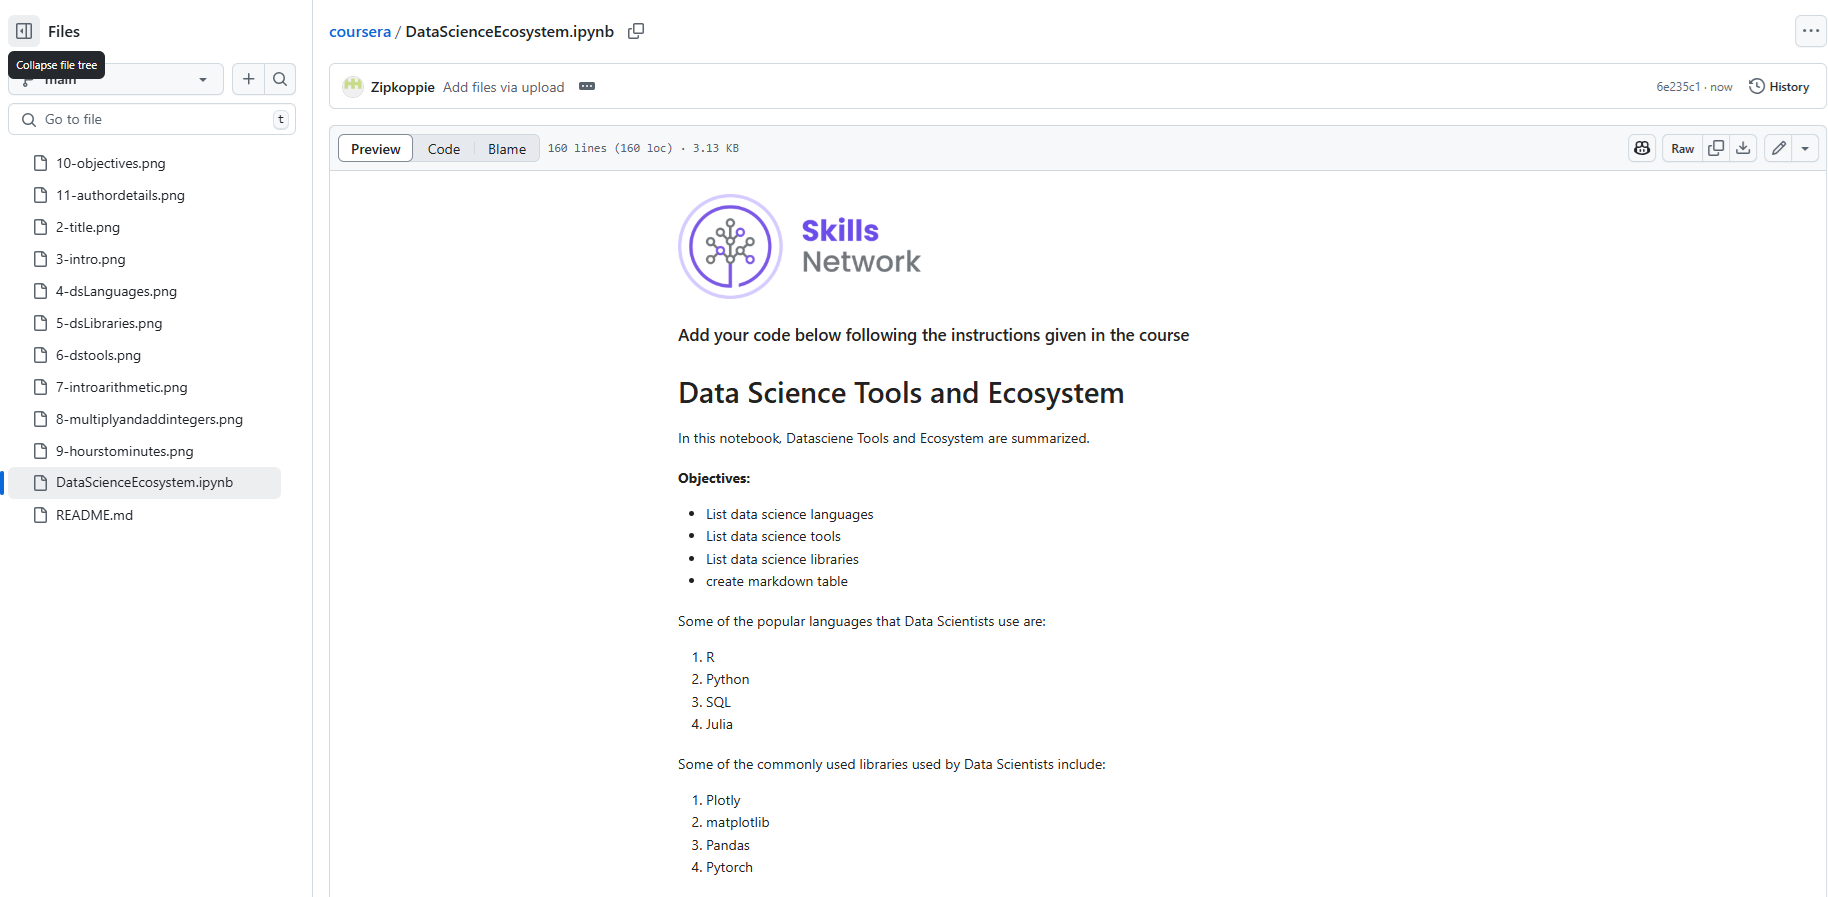 Files
Collapse file tree
main
Go to file
t
10-objectives.png
11-authordetails.png
2-title.png
3-intro.png
4-dsLanguages.png
5-dsLibraries.png
6-dstools.png
7-introarithmetic.png
8-multiplyandaddintegers.png
9-hourstominutes.png
DataScienceEcosystem.ipynb
README.md
coursera / DataScienceEcosystem.ipynb
Zipkoppie Add files via upload
6e235c1 · now
History
Preview Code Blame 160 lines (160 loc) · 3.13 KB
Raw
Skills
Network
Add your code below following the instructions given in the course
Data Science Tools and Ecosystem
In this notebook, Datasciene Tools and Ecosystem are summarized.
Objectives:
• List data science languages
• List data science tools
• List data science libraries
• create markdown table
Some of the popular languages that Data Scientists use are:
1. R
2. Python
3. SQL
4. Julia
Some of the commonly used libraries used by Data Scientists include:
1. Plotly
2. matplotlib
3. Pandas
4. Pytorch